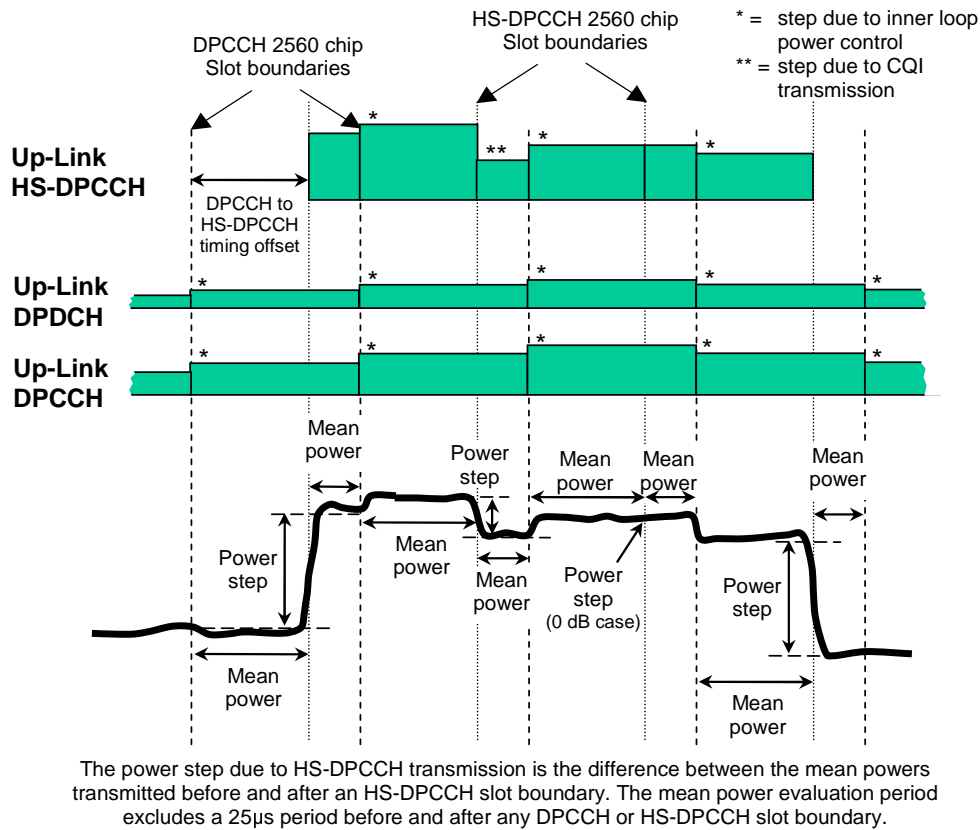 DPCCH 2560 chip
Slot boundaries
HS-DPCCH 2560 chip
Slot boundaries
* = step due to inner loop
power control
** = step due to CQI
transmission
Up-Link
HS-DPCCH
*
**
*
*
DPCCH to
HS-DPCCH
timing offset
Up-Link
DPDCH
*
*
*
*
*
Up-Link
DPCCH
*
*
*
*
*
Mean
power
Power
step
Mean
power
Mean
power
Mean
power
Power
step
Mean
power
Mean
power
Power
step
(0 dB case)
Power
step
Mean
power
Mean
power
The power step due to HS-DPCCH transmission is the difference between the mean powers
transmitted before and after an HS-DPCCH slot boundary. The mean power evaluation period
excludes a 25µs period before and after any DPCCH or HS-DPCCH slot boundary.